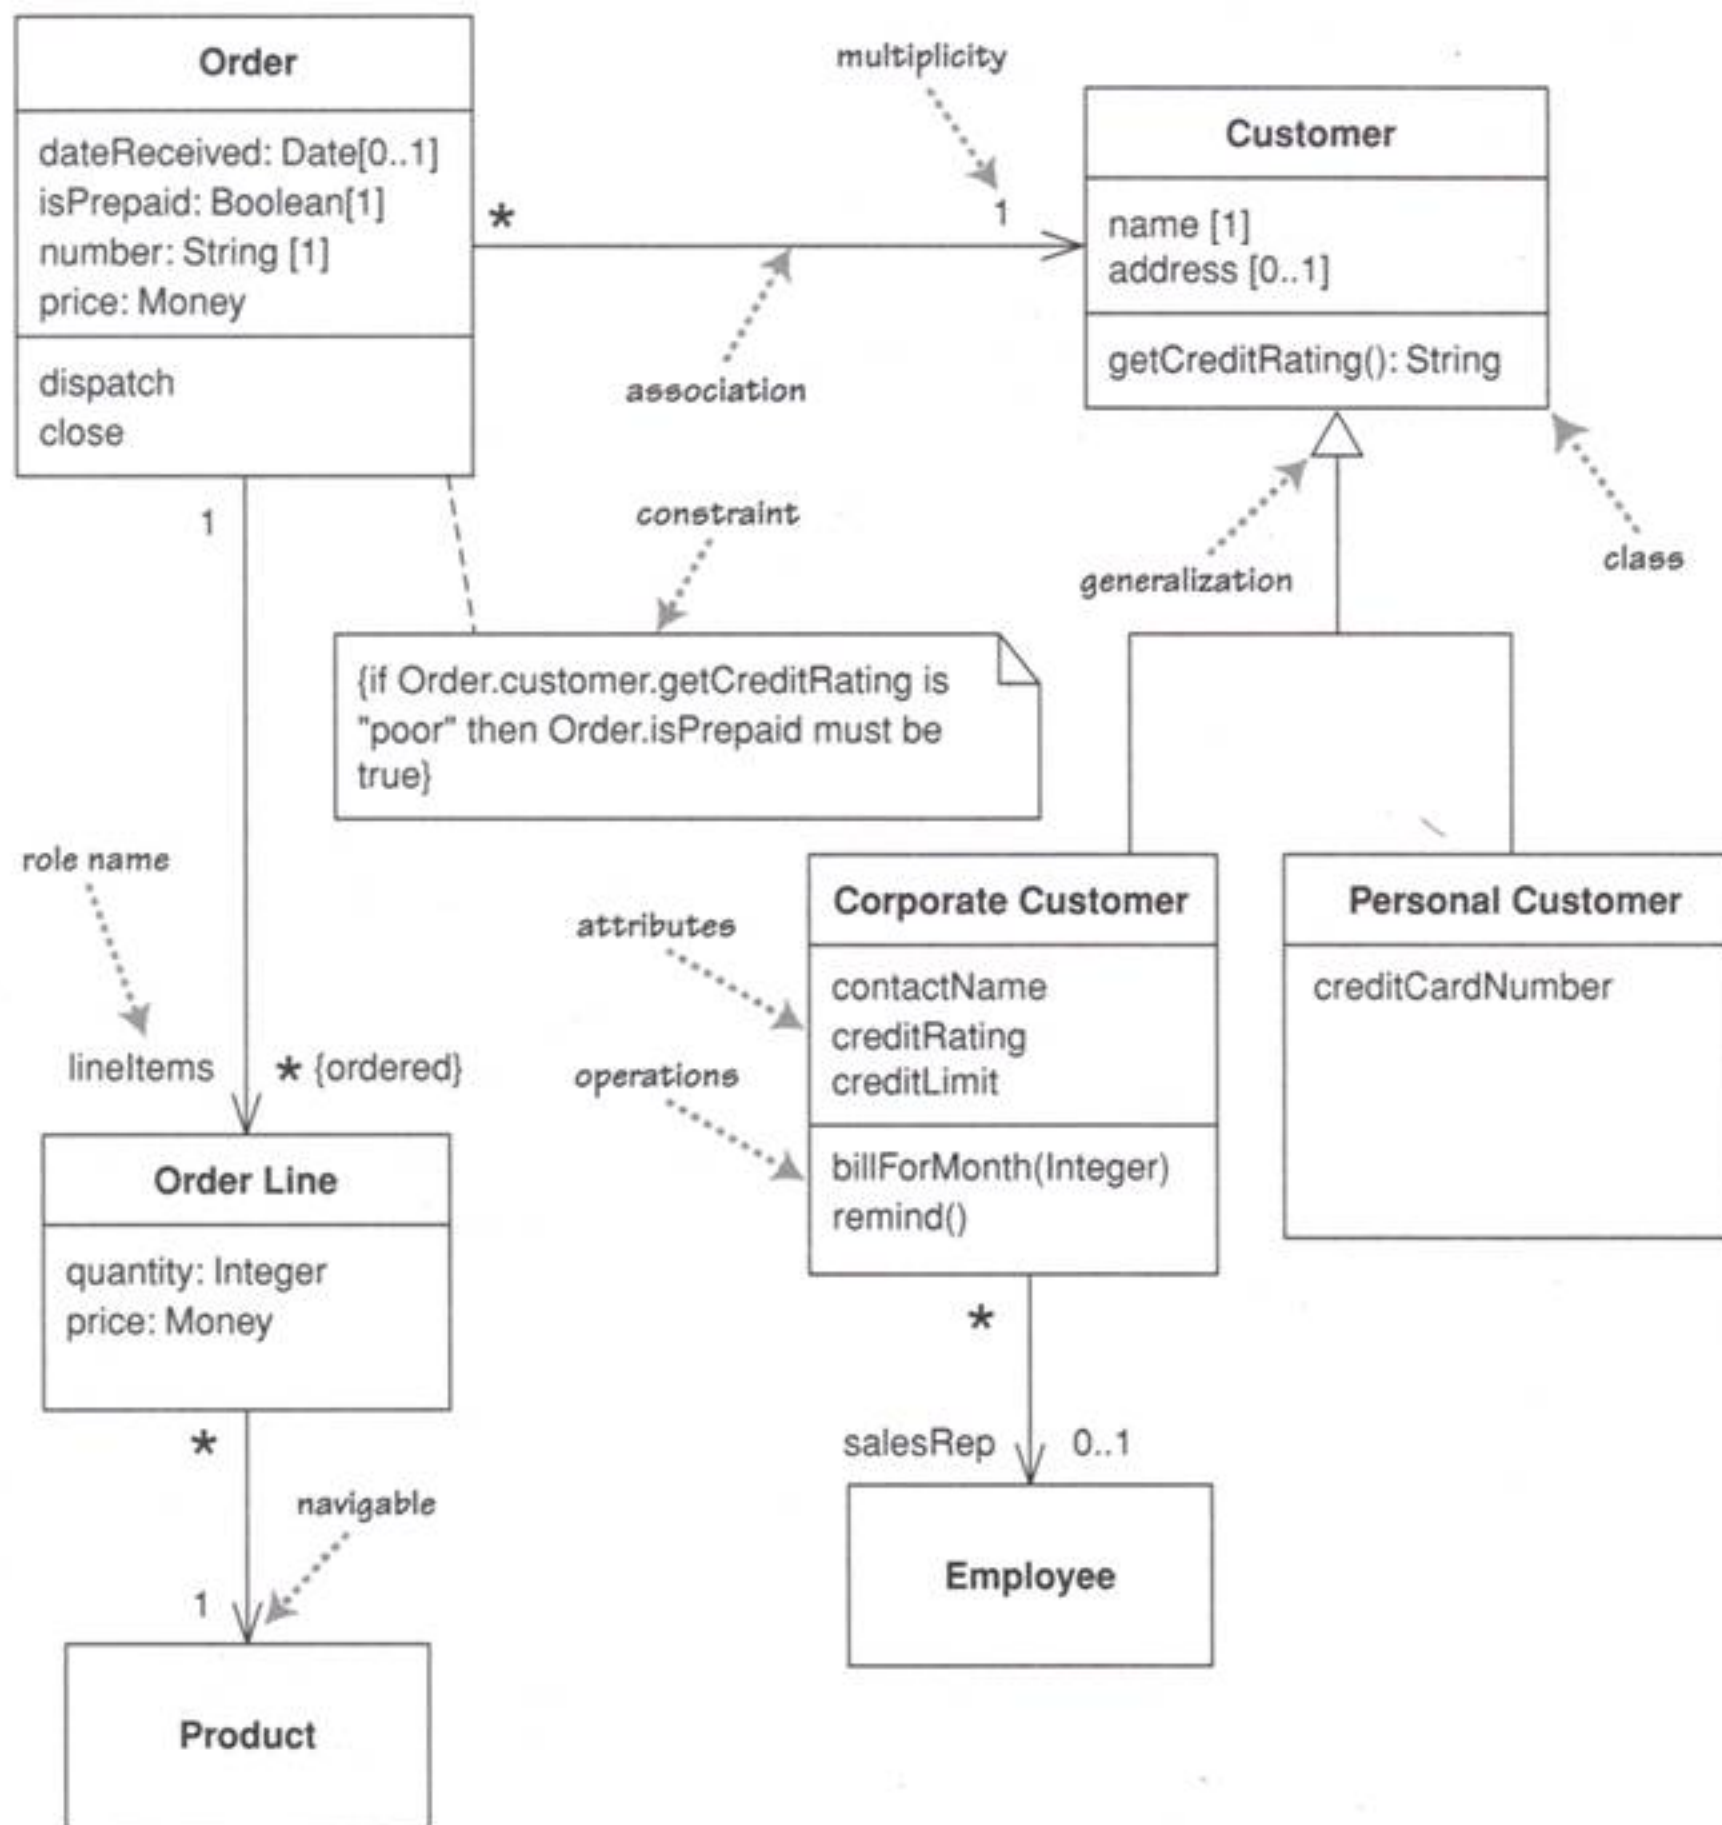 Order
dateReceived: Date[0..1]
isPrepaid: Boolean[1]
number: String [1]
price: Money
dispatch
close
multiplicity
*
1
association
Customer
name [1]
address [0..1]
getCreditRating(): String
generalization
class
1
constraint
{if Order.customer.getCreditRating is
"poor" then Order.isPrepaid must be
true}
role name
lineItems
* {ordered}
Order Line
quantity: Integer
price: Money
*
navigable
1
Product
attributes
operations
Corporate Customer
contactName
creditRating
creditLimit
billForMonth(Integer)
remind()
Personal Customer
creditCardNumber
*
salesRep
0..1
Employee